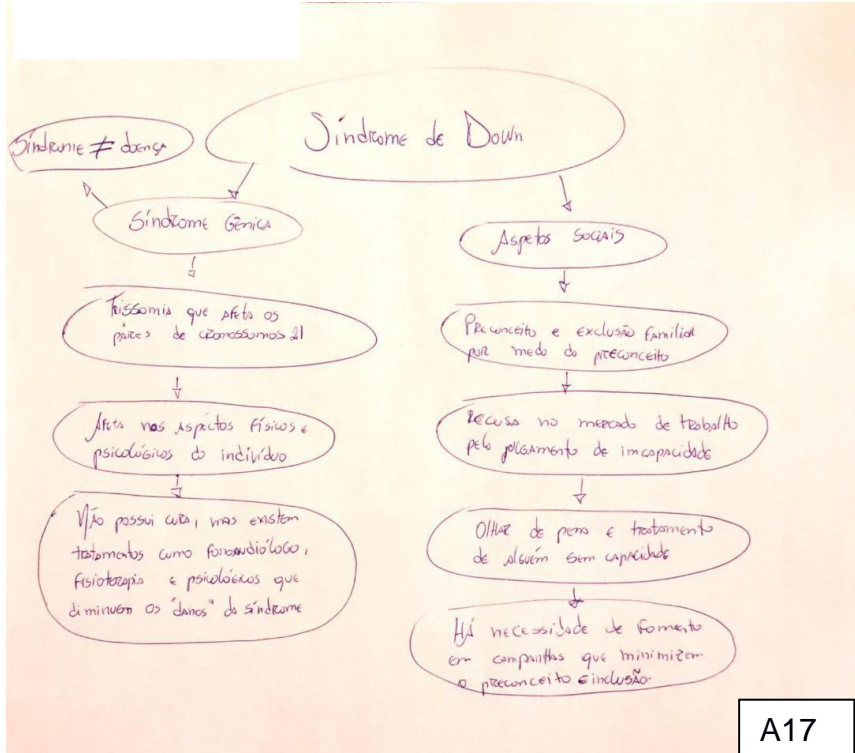 Síndrome de Down
Síndrome ≠ doença
Síndrome Gênica
Trissomia que afeta os
pares de cromossomos 21
Afeta nos aspectos físicos e
psicológicos do indivíduo
Não possui cura, mas existem
tratamentos como fonoaudiólogo,
fisioterapia e psicológicos que
diminuem os "danos" da síndrome
Aspetos sociais
Preconceito e exclusão familiar
por medo do preconceito
Recusa no mercado de trabalho
pelo julgamento de imcapacidade
Olhar de pena e tratamento
de alguém sem capacidade
Há necessidade de fomento
em campanhas que minimizem
o preconceito e inclusão.
A17